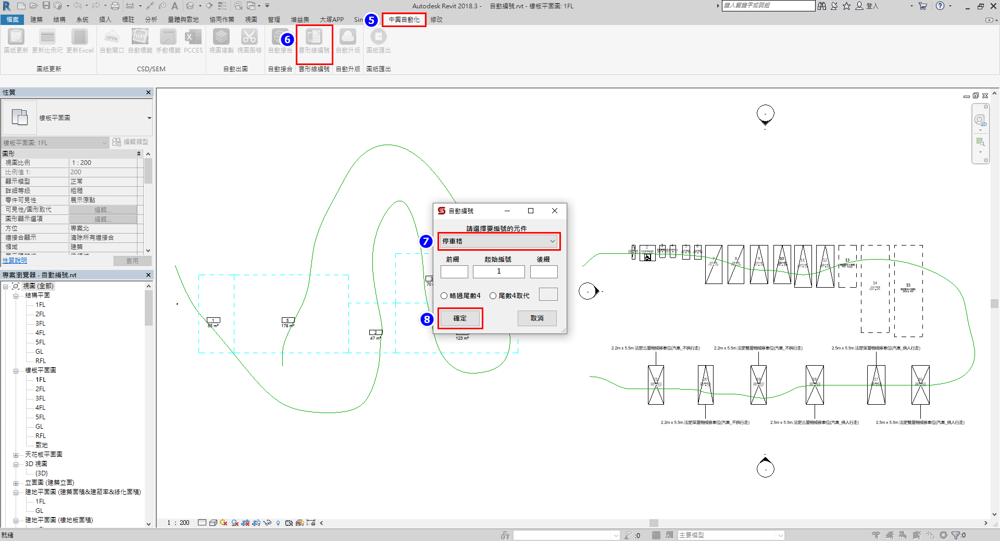 Autodesk Revit 2018.3 - 自動編號.rvt - 樓板平面圖: 1FL
鍵入關鍵字或詞組
登入
檔案 建築 結構 系統 插入 標註 分析 量體與敷地 協同作業 視圖 管理 增益集 大塚APP Sin 5 中興自動化 修改
6
圖紙更新 更新比例尺 更新Excel 自動開口 自動標籤 手動標籤 PCCES 視圖複製 視圖搬移 自動接合 雲形線編號 自動升版 圖紙匯出
圖紙更新 CSD/SEM 自動出圖 自動接合 雲形線編號 自動升版 圖紙匯出
性質
樓板平面圖
樓板平面圖: 1FL 編輯類型
圖形
視圖比例 1 : 200
比例值 1: 200
顯示模型 正常
詳細等級 粗糙
零件可見性 展示原點
可見性/圖形取代 編輯...
圖形顯示選項 編輯...
方位 專案北
牆接合顯示 清除所有牆接合
領域 建築
性質說明 套用
專案瀏覽器 - 自動編號.rvt
視圖 (全部)
結構平面
1FL
2FL
3FL
4FL
5FL
GL
RFL
樓板平面圖
1FL
2FL
3FL
4FL
5FL
GL
RFL
敷地
天花板平面圖
3D 視圖
{3D}
立面圖 (建築立面)
建地平面圖 (建築面積&建蔽率&綠化面積)
1FL
GL
建地平面圖 (樓地板面積)
就緒
自動編號
請選擇要編號的元件
7 停車格
前綴 起始編號 後綴
1
略過尾數4 尾數4取代
8 確定 取消
1
55 m²
5
178 m²
2
47 m²
3
70 m
123 m²
2D
1 2 3 4 5 6 7 8 9 10 11 12 13 14 15
2.2m x 5.5m 法定三層機械停車位(汽車_不供行走) 2.2m x 5.5m 法定雙層機械停車位(汽車_不供行走) 2.5m x 5.5m 法定單層機械停車位(汽車_供人行走)
21 20 19 18 17 16
2.2m x 5.5m 法定單層機械停車位(汽車_不供行走) 2.5m x 5.5m 法定三層機械停車位(汽車_供人行走) 2.5m x 5.5m 法定雙層機械停車位(汽車_供人行走)
1 : 200
:0 主要模型 :0